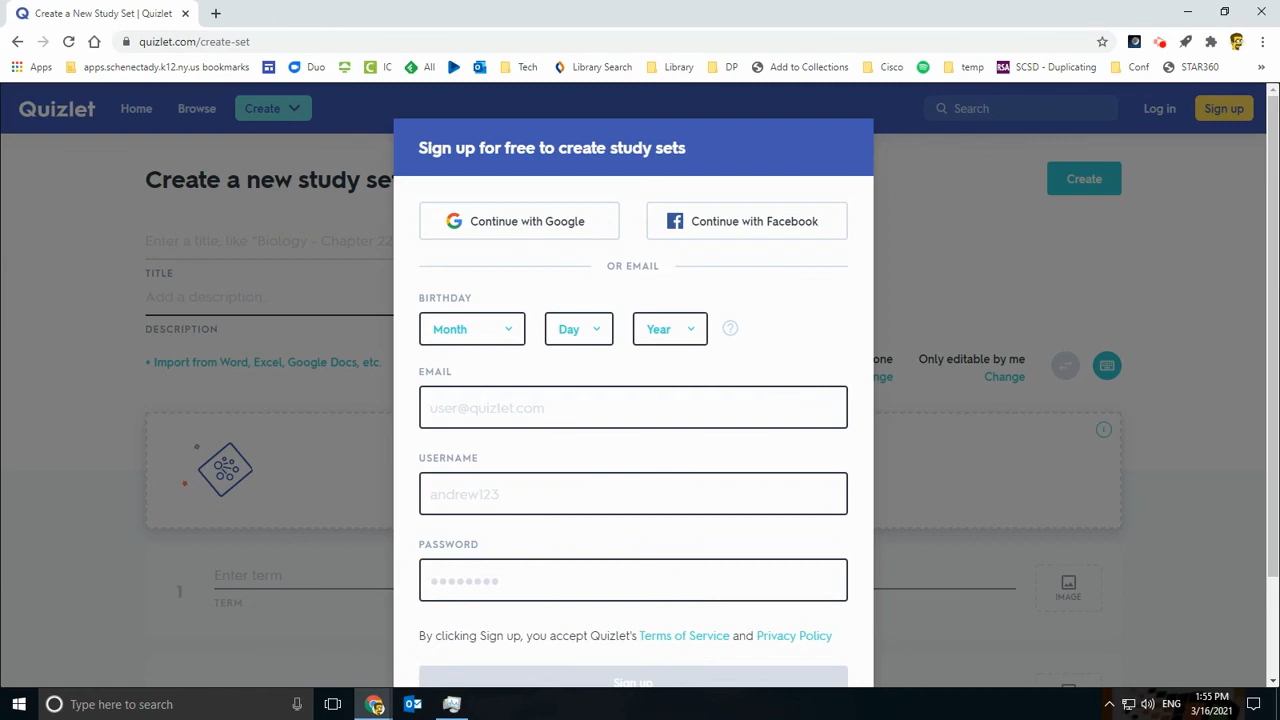 Create a New Study Set | Quizlet
quizlet.com/create-set
Apps apps.schenectady.k12.ny.us bookmarks Duo IC All Tech Library Search Library DP Add to Collections Cisco temp SCSD - Duplicating Conf STAR360 »
Quizlet Home Browse Create Search Log in Sign up
Sign up for free to create study sets
Create a new study se
Create
Continue with Google Continue with Facebook
Enter a title, like "Biology - Chapter 22
OR EMAIL
TITLE
Add a description...
BIRTHDAY
DESCRIPTION
Month Day Year ?
+ Import from Word, Excel, Google Docs, etc.
one Only editable by me
nge Change
EMAIL
user@quizlet.com
USERNAME
andrew123
PASSWORD
Enter term
1
TERM
IMAGE
By clicking Sign up, you accept Quizlet's Terms of Service and Privacy Policy
Sign up
Type here to search
ENG
1:55 PM
3/16/2021